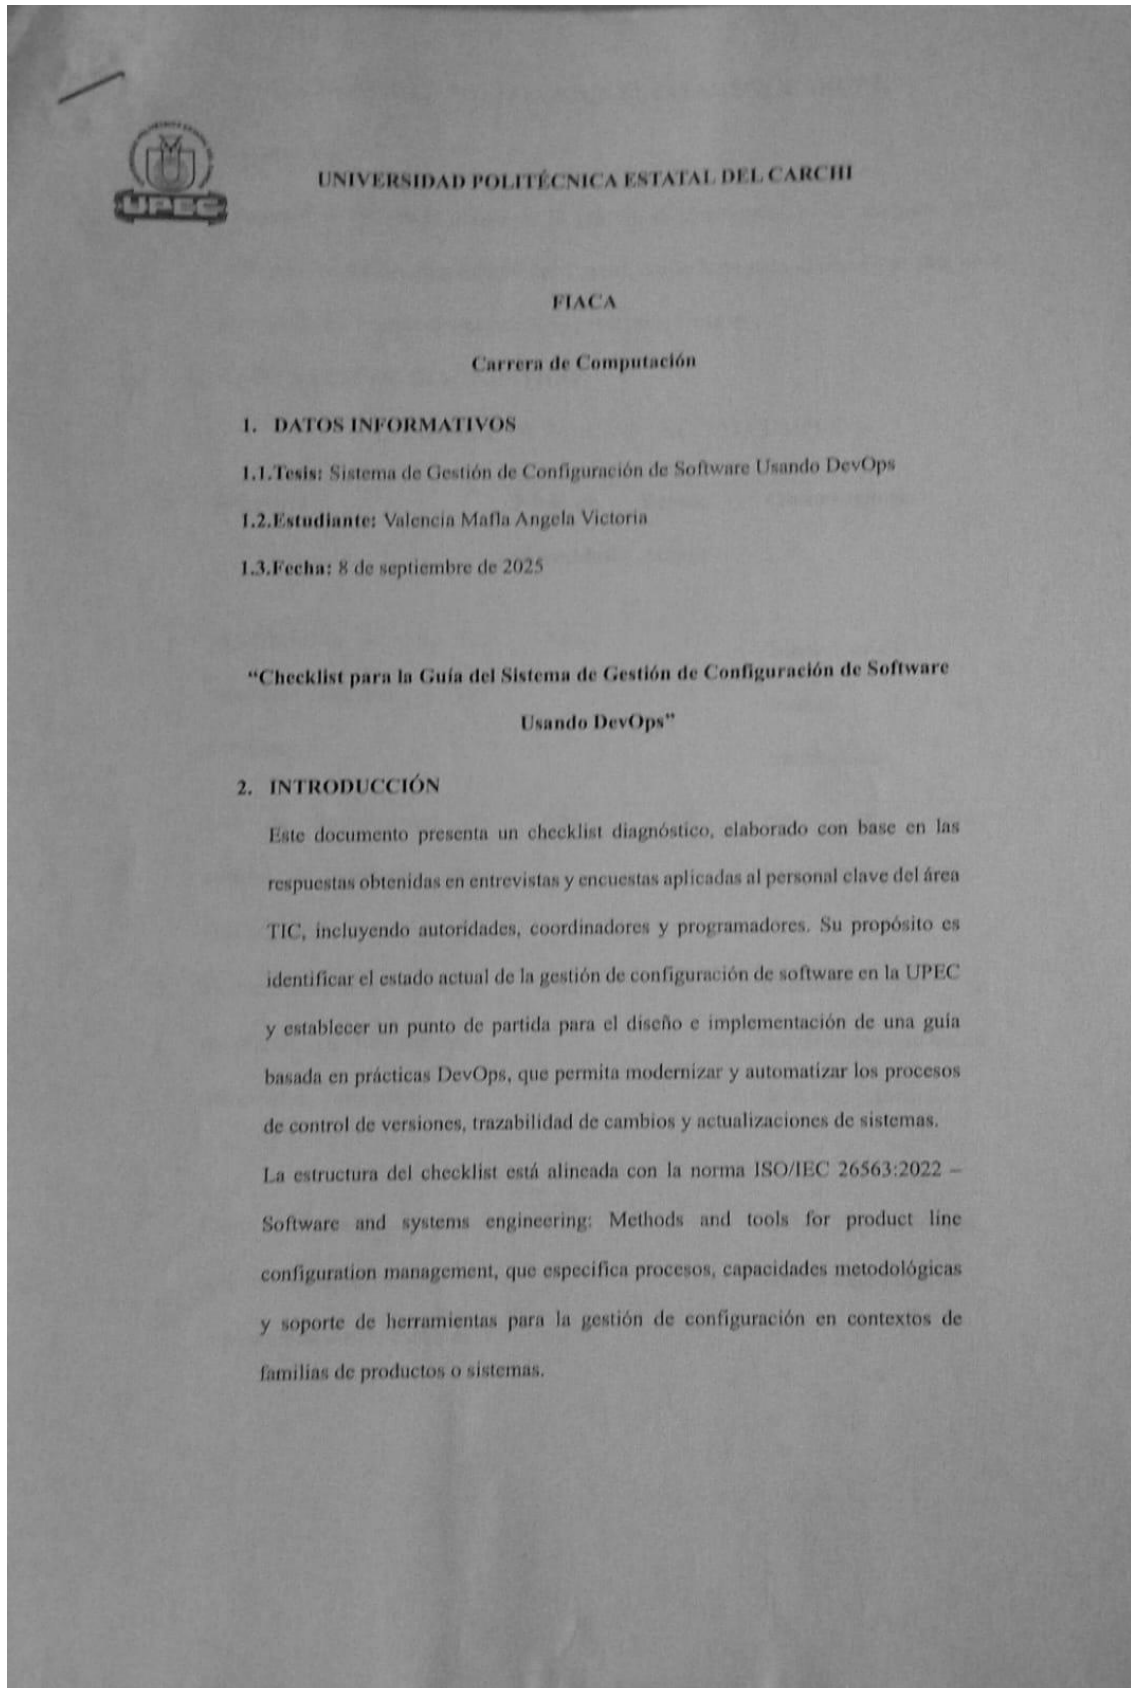 UPEC
UNIVERSIDAD POLITÉCNICA ESTATAL DEL CARCHI
FIACA
Carrera de Computación
1. DATOS INFORMATIVOS
1.1.Tesis: Sistema de Gestión de Configuración de Software Usando DevOps
1.2.Estudiante: Valencia Mafla Angela Victoria
1.3.Fecha: 8 de septiembre de 2025
“Checklist para la Guía del Sistema de Gestión de Configuración de Software
Usando DevOps”
2. INTRODUCCIÓN
Este documento presenta un checklist diagnóstico, elaborado con base en las
respuestas obtenidas en entrevistas y encuestas aplicadas al personal clave del área
TIC, incluyendo autoridades, coordinadores y programadores. Su propósito es
identificar el estado actual de la gestión de configuración de software en la UPEC
y establecer un punto de partida para el diseño e implementación de una guía
basada en prácticas DevOps, que permita modernizar y automatizar los procesos
de control de versiones, trazabilidad de cambios y actualizaciones de sistemas.
La estructura del checklist está alineada con la norma ISO/IEC 26563:2022 –
Software and systems engineering: Methods and tools for product line
configuration management, que especifica procesos, capacidades metodológicas
y soporte de herramientas para la gestión de configuración en contextos de
familias de productos o sistemas.